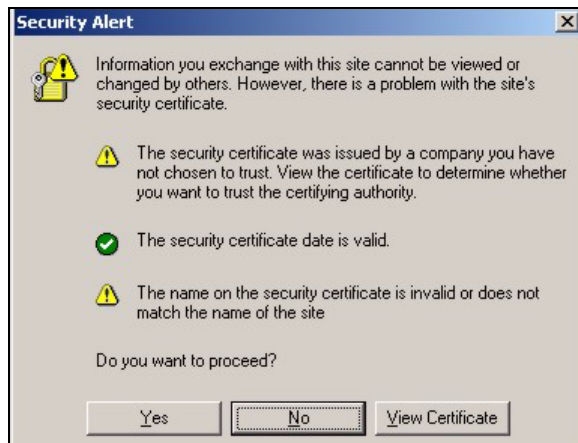 Security Alert
Information you exchange with this site cannot be viewed or
changed by others. However, there is a problem with the site's
security certificate.
The security certificate was issued by a company you have
not chosen to trust. View the certificate to determine whether
you want to trust the certifying authority.
The security certificate date is valid.
The name on the security certificate is invalid or does not
match the name of the site
Do you want to proceed?
Yes No View Certificate